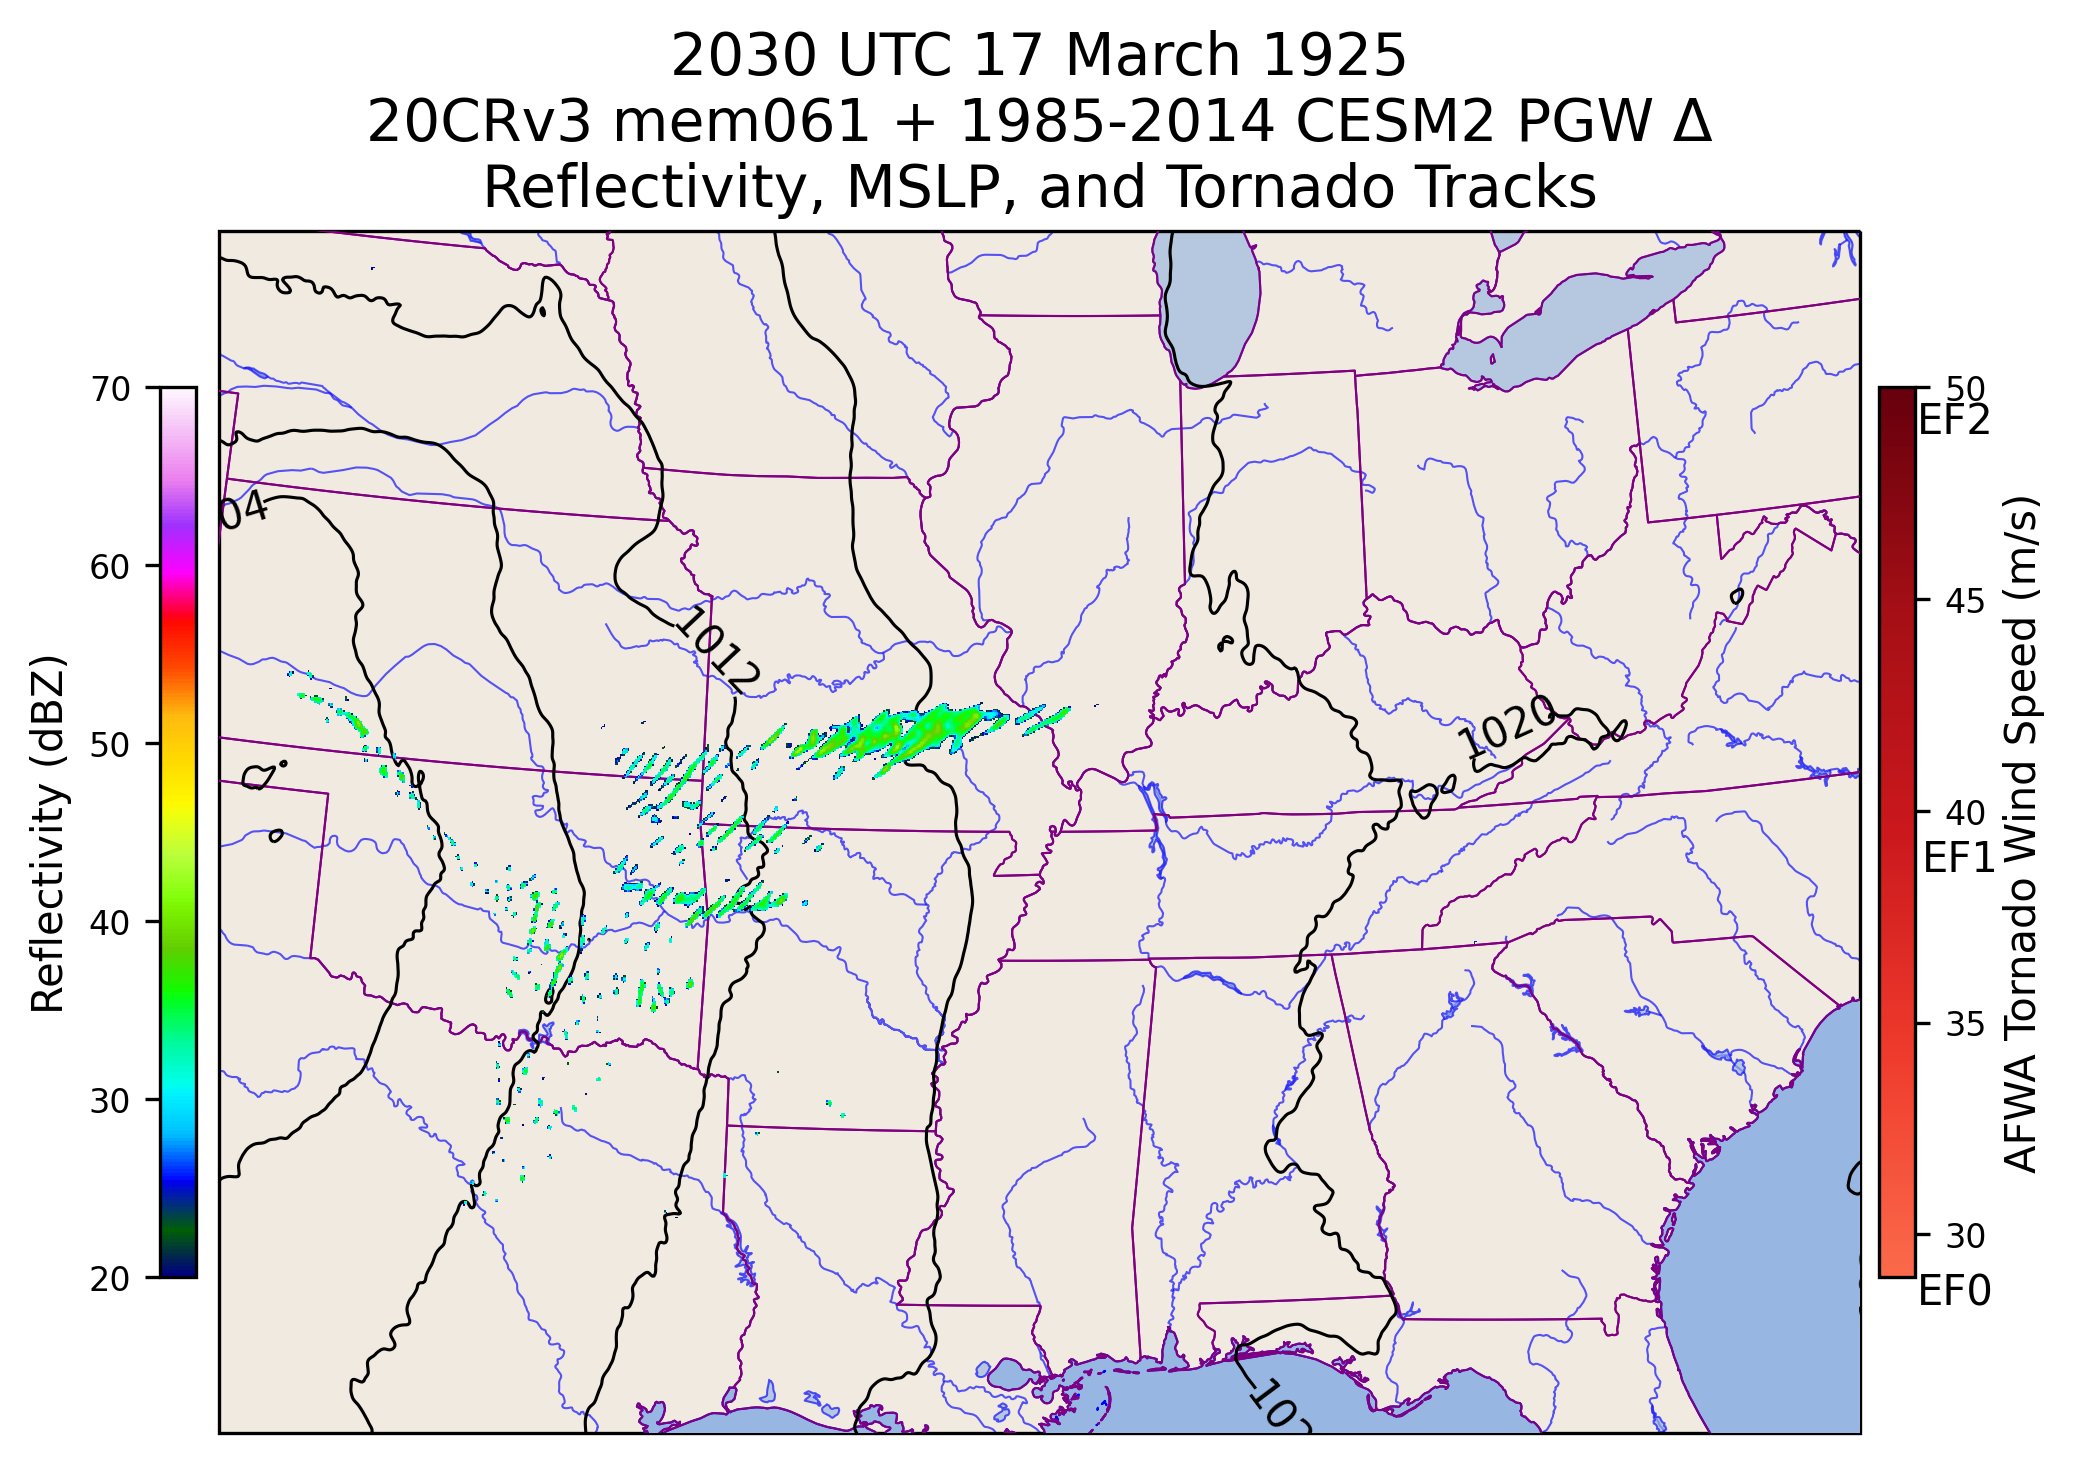 2030 UTC 17 March 1925
20CRv3 mem061 + 1985-2014 CESM2 PGW Δ
Reflectivity, MSLP, and Tornado Tracks
70
60
50
40
30
20
Reflectivity (dBZ)
04
1012
1020
102
50
EF2
45
40
EF1
35
30
EF0
AFWA Tornado Wind Speed (m/s)